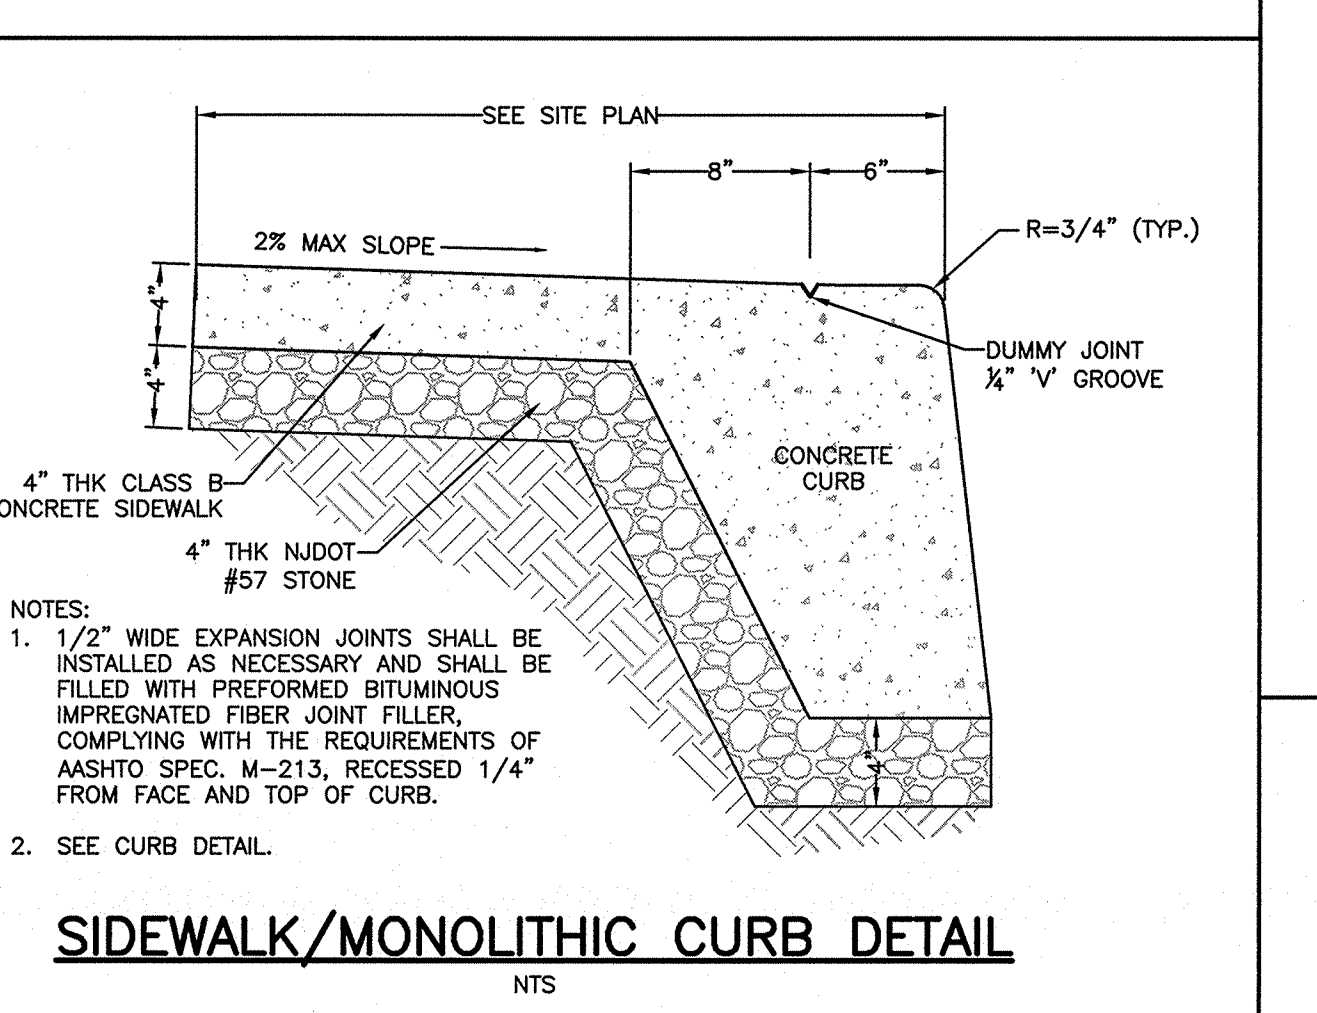 SEE SITE PLAN
8" 6"
R=3/4" (TYP.)
2% MAX SLOPE
4"
4"
DUMMY JOINT
¼" 'V' GROOVE
CONCRETE
CURB
4" THK CLASS B
ONCRETE SIDEWALK
4" THK NJDOT
#57 STONE
4"
NOTES:
1. 1/2" WIDE EXPANSION JOINTS SHALL BE
INSTALLED AS NECESSARY AND SHALL BE
FILLED WITH PREFORMED BITUMINOUS
IMPREGNATED FIBER JOINT FILLER,
COMPLYING WITH THE REQUIREMENTS OF
AASHTO SPEC. M-213, RECESSED 1/4"
FROM FACE AND TOP OF CURB.
2. SEE CURB DETAIL.
SIDEWALK/MONOLITHIC CURB DETAIL
NTS